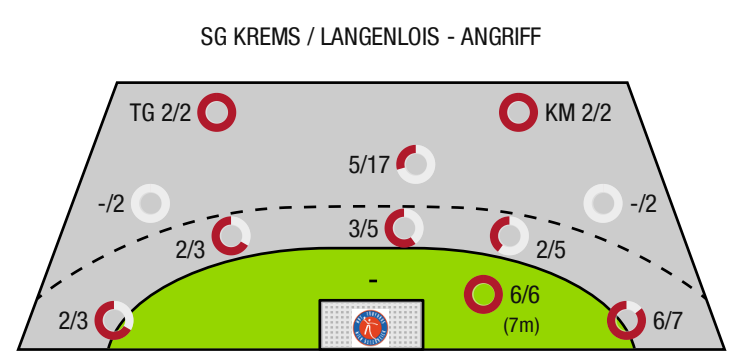 SG KREMS / LANGENLOIS - ANGRIFF
TG 2/2
KM 2/2
5/17
-/2
-/2
3/5
2/3
2/5
-
6/6
(7m)
2/3
6/7